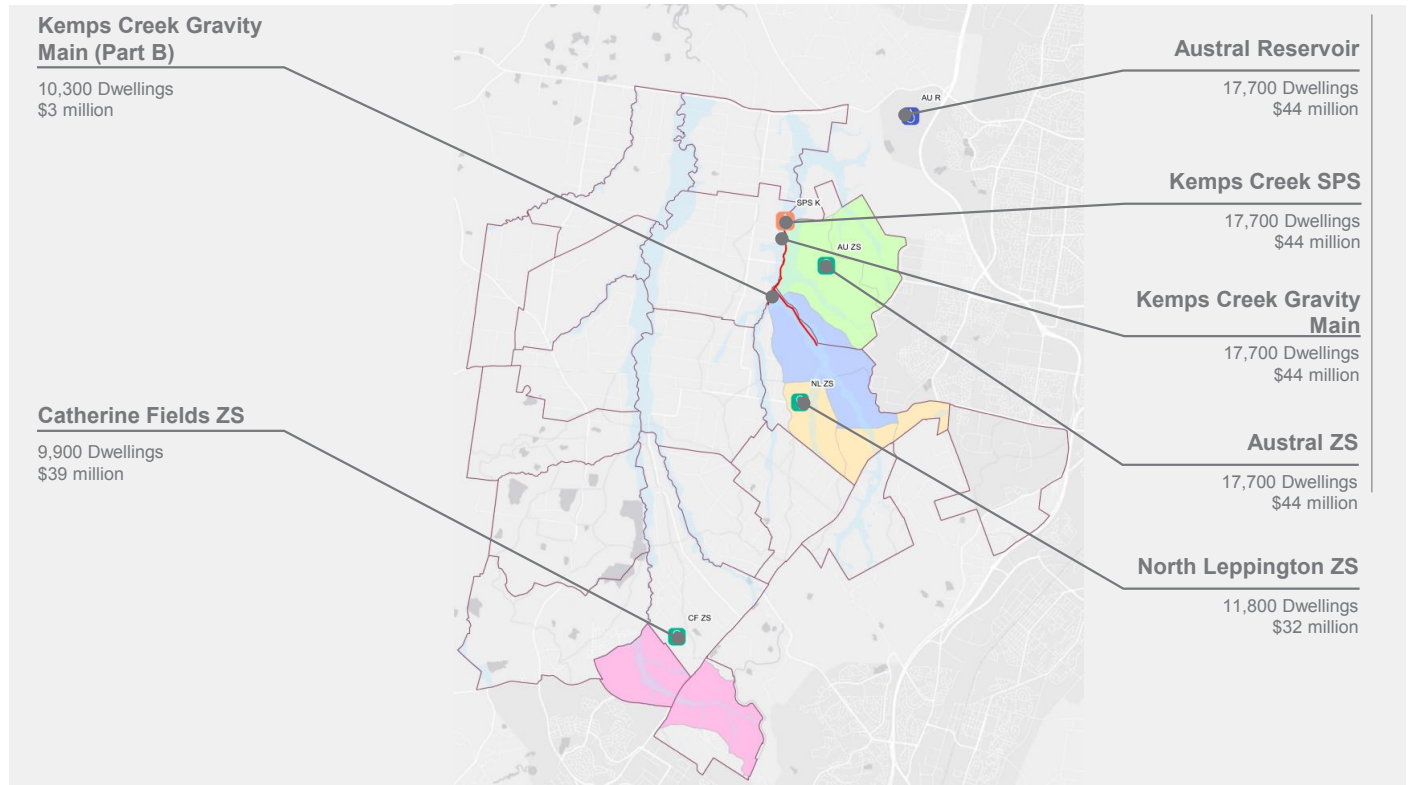 Kemps Creek Gravity
Main (Part B)
10,300 Dwellings
$3 million
Catherine Fields ZS
9,900 Dwellings
$39 million
AU R
SPS K
AU ZS
NL ZS
CF ZS
Austral Reservoir
17,700 Dwellings
$44 million
Kemps Creek SPS
17,700 Dwellings
$44 million
Kemps Creek Gravity
Main
17,700 Dwellings
$44 million
Austral ZS
17,700 Dwellings
$44 million
North Leppington ZS
11,800 Dwellings
$32 million